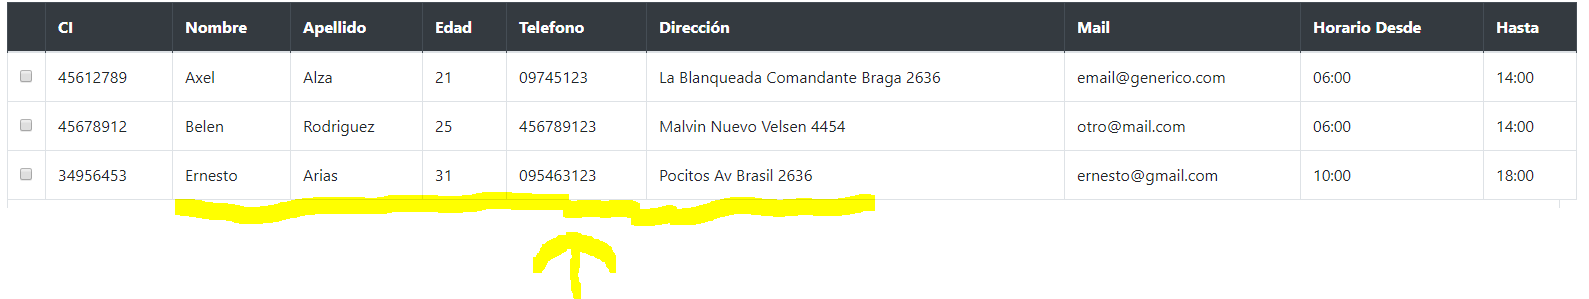 CI Nombre Apellido Edad Telefono Dirección Mail Horario Desde Hasta
45612789 Axel Alza 21 09745123 La Blanqueada Comandante Braga 2636 email@generico.com 06:00 14:00
45678912 Belen Rodriguez 25 456789123 Malvin Nuevo Velsen 4454 otro@mail.com 06:00 14:00
34956453 Ernesto Arias 31 095463123 Pocitos Av Brasil 2636 ernesto@gmail.com 10:00 18:00